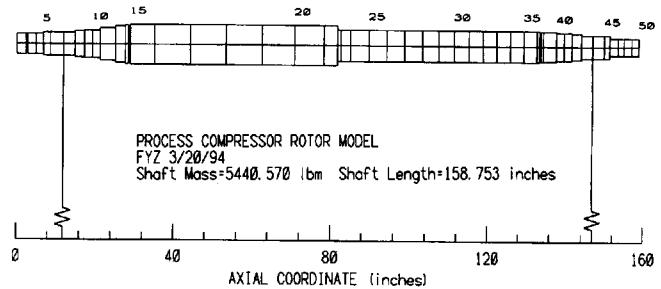 5 10 15 20 25 30 35 40 45 50
PROCESS COMPRESSOR ROTOR MODEL
FYZ 3/20/94
Shaft Mass=5440.570 lbm Shaft Length=158.753 inches
0 40 80 120 160
AXIAL COORDINATE (inches)